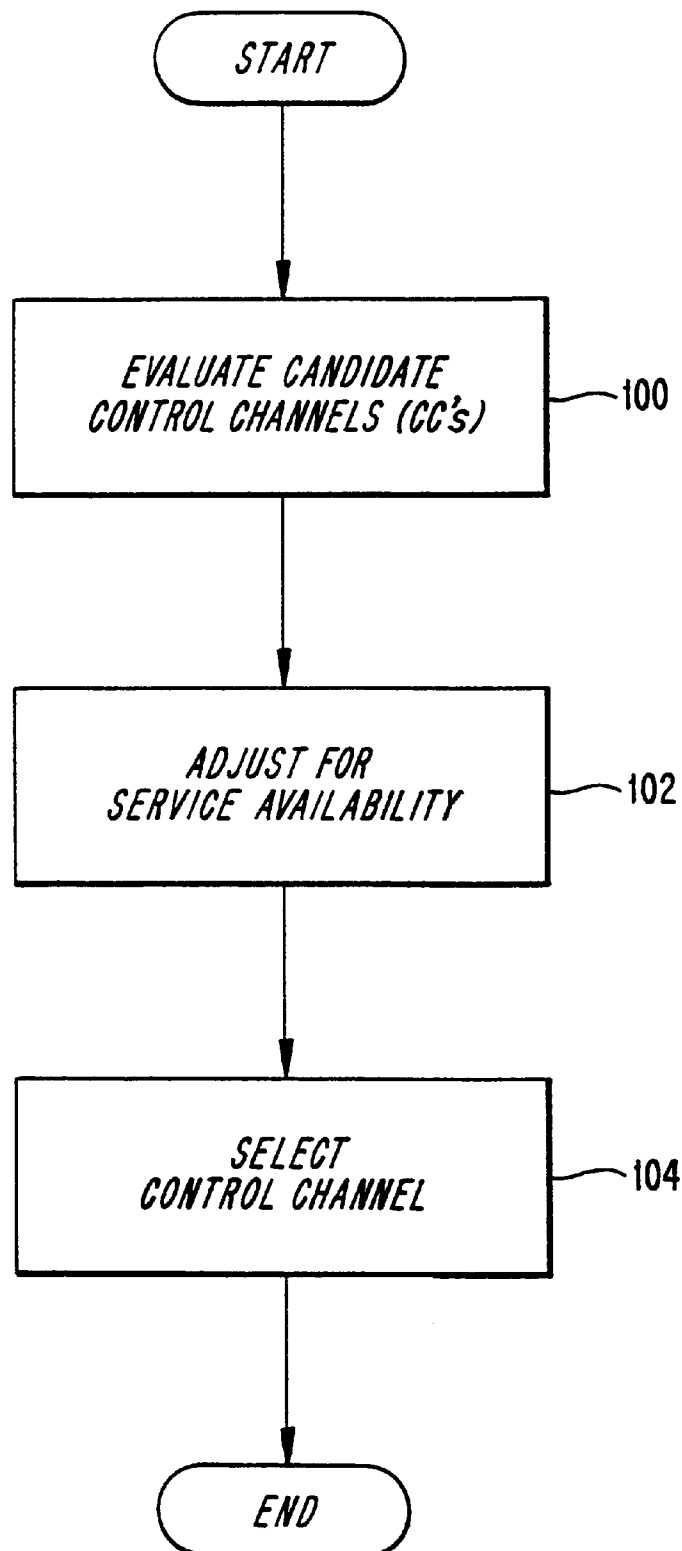 START
EVALUATE CANDIDATE
CONTROL CHANNELS (CC's)
100
ADJUST FOR
SERVICE AVAILABILITY
102
SELECT
CONTROL CHANNEL
104
END